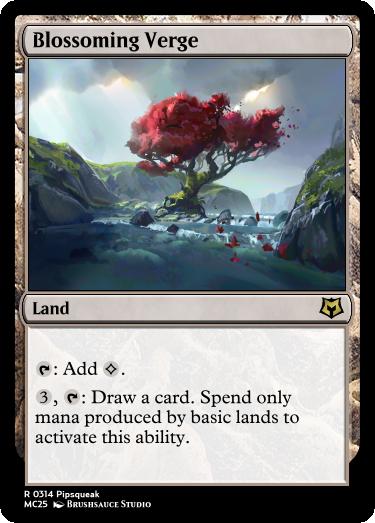 Blossoming Verge
Land
: Add .
3, : Draw a card. Spend only
mana produced by basic lands to
activate this ability.
R 0314 Pipsqueak
MC25 Brushsauce Studio